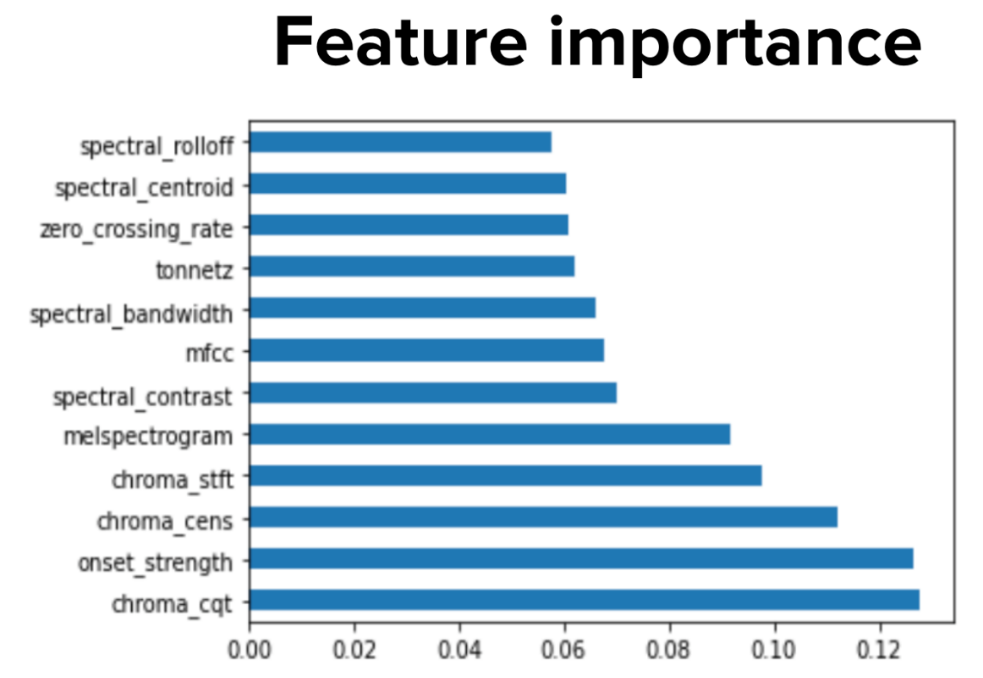 Feature importance
spectral_rolloff
spectral_centroid
zero_crossing_rate
tonnetz
spectral_bandwidth
mfcc
spectral_contrast
melspectrogram
chroma_stft
chroma_cens
onset_strength
chroma_cqt
0.00 0.02 0.04 0.06 0.08 0.10 0.12